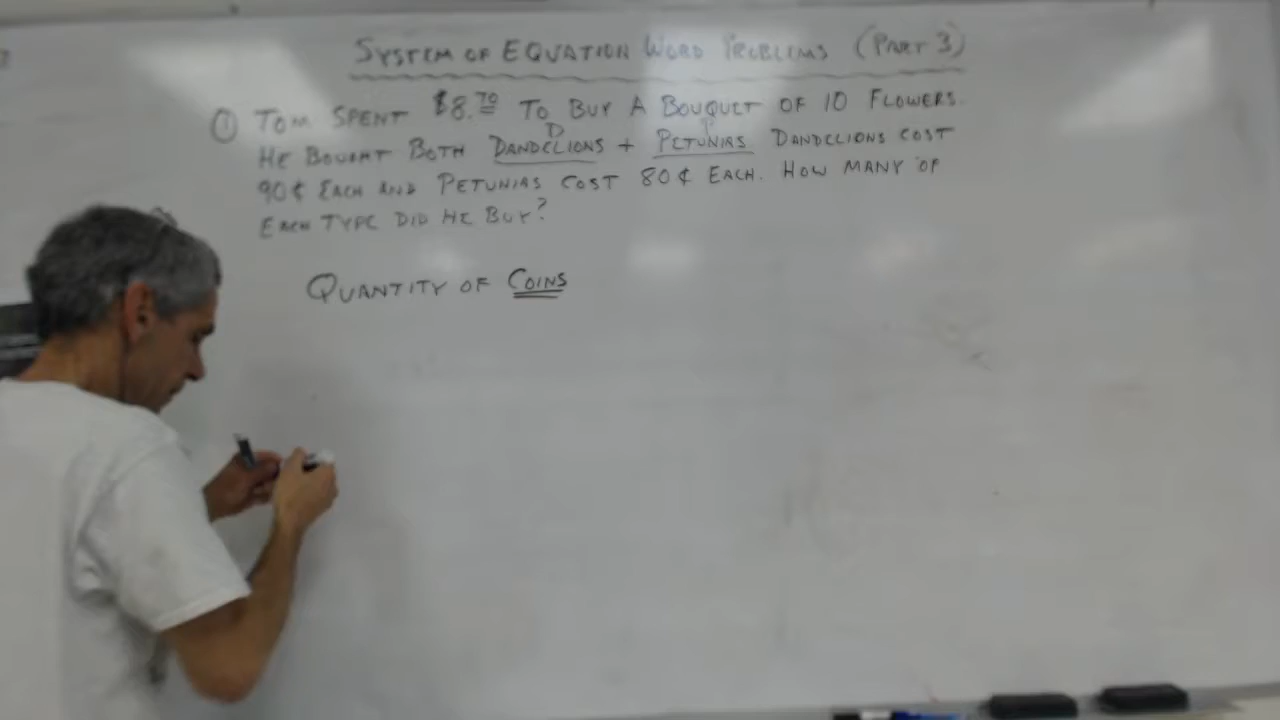 SYSTEM OF EQUATION WORD PROBLEMS (PART 3)
① TOM SPENT $8.70 TO BUY A BOUQUET OF 10 FLOWERS.
D P
HE BOUGHT BOTH DANDELIONS + PETUNIAS DANDELIONS COST
90¢ EACH AND PETUNIAS COST 80¢ EACH. HOW MANY OF
EACH TYPE DID HE BUY?
QUANTITY OF COINS